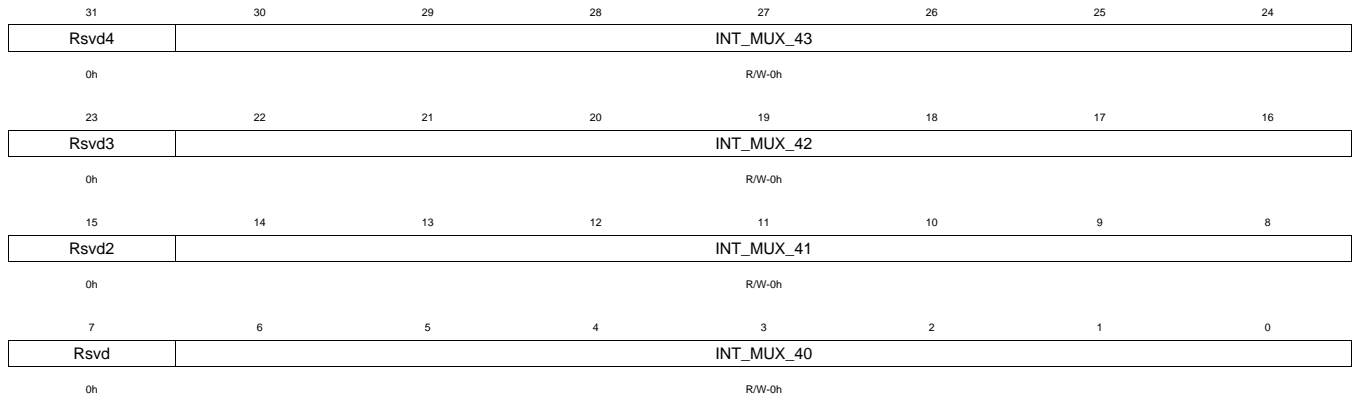 31 30 29 28 27 26 25 24
Rsvd4 INT_MUX_43
0h R/W-0h
23 22 21 20 19 18 17 16
Rsvd3 INT_MUX_42
0h R/W-0h
15 14 13 12 11 10 9 8
Rsvd2 INT_MUX_41
0h R/W-0h
7 6 5 4 3 2 1 0
Rsvd INT_MUX_40
0h R/W-0h